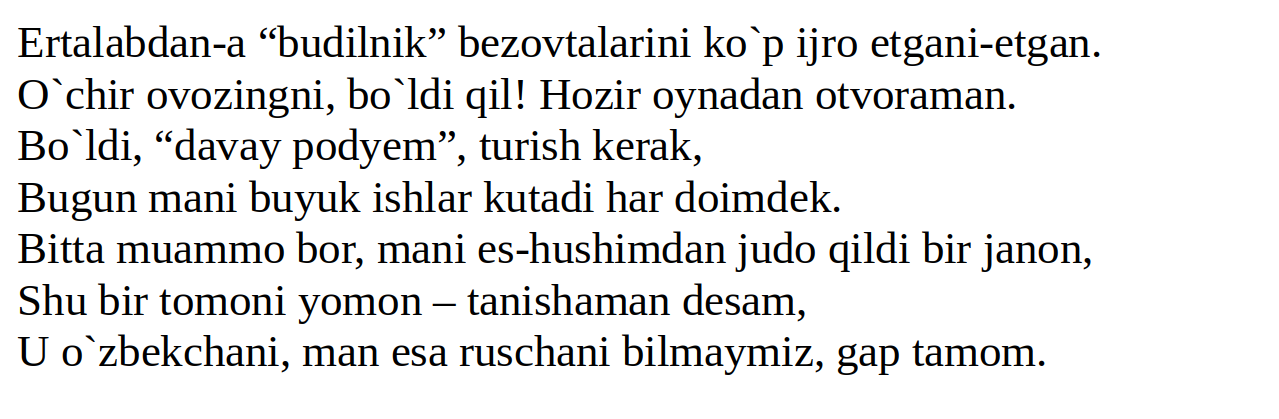 Ertalabdan-a “budilnik” bezovtalarini ko`p ijro etgani-etgan.
O`chir ovozingni, bo`ldi qil! Hozir oynadan otvoraman.
Bo`ldi, “davay podyem”, turish kerak,
Bugun mani buyuk ishlar kutadi har doimdek.
Bitta muammo bor, mani es-hushimdan judo qildi bir janon,
Shu bir tomoni yomon – tanishaman desam,
U o`zbekchani, man esa ruschani bilmaymiz, gap tamom.